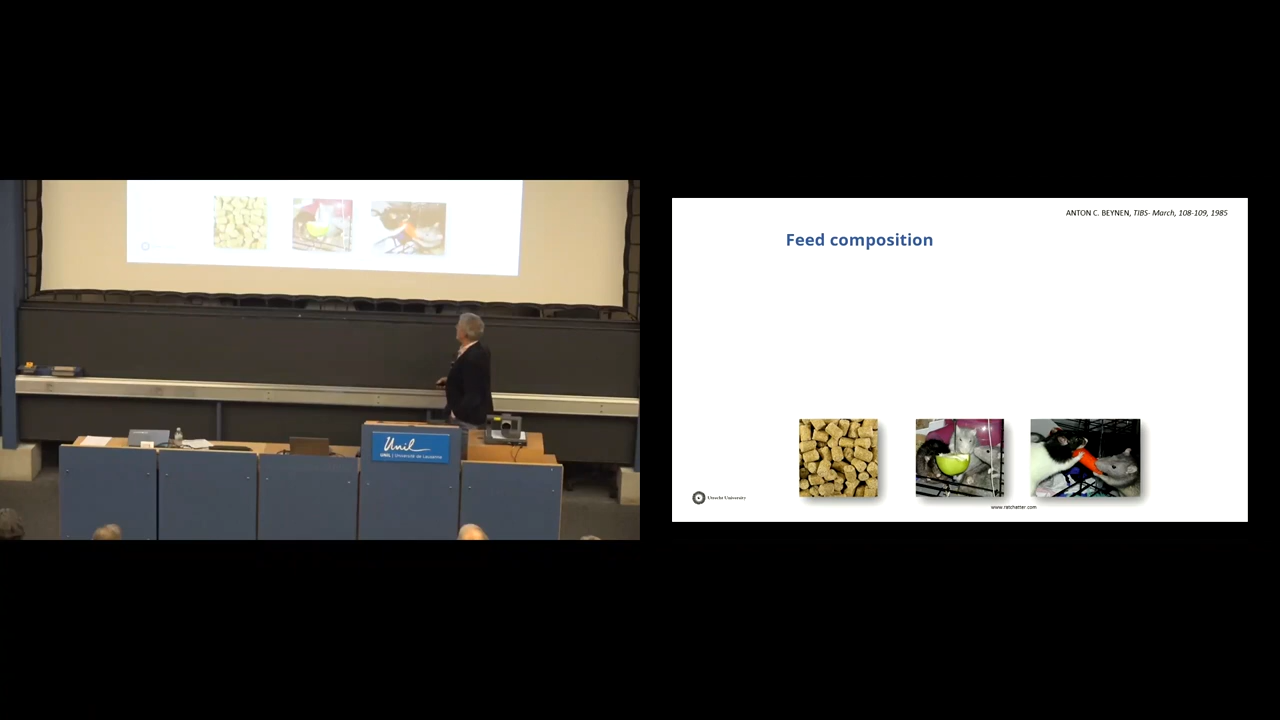 ANTON C. BEYNEN, TIBS- March, 108-109, 1985
Feed composition
Utrecht University
www.ratchatter.com
Unil
UNIL | Université de Lausanne